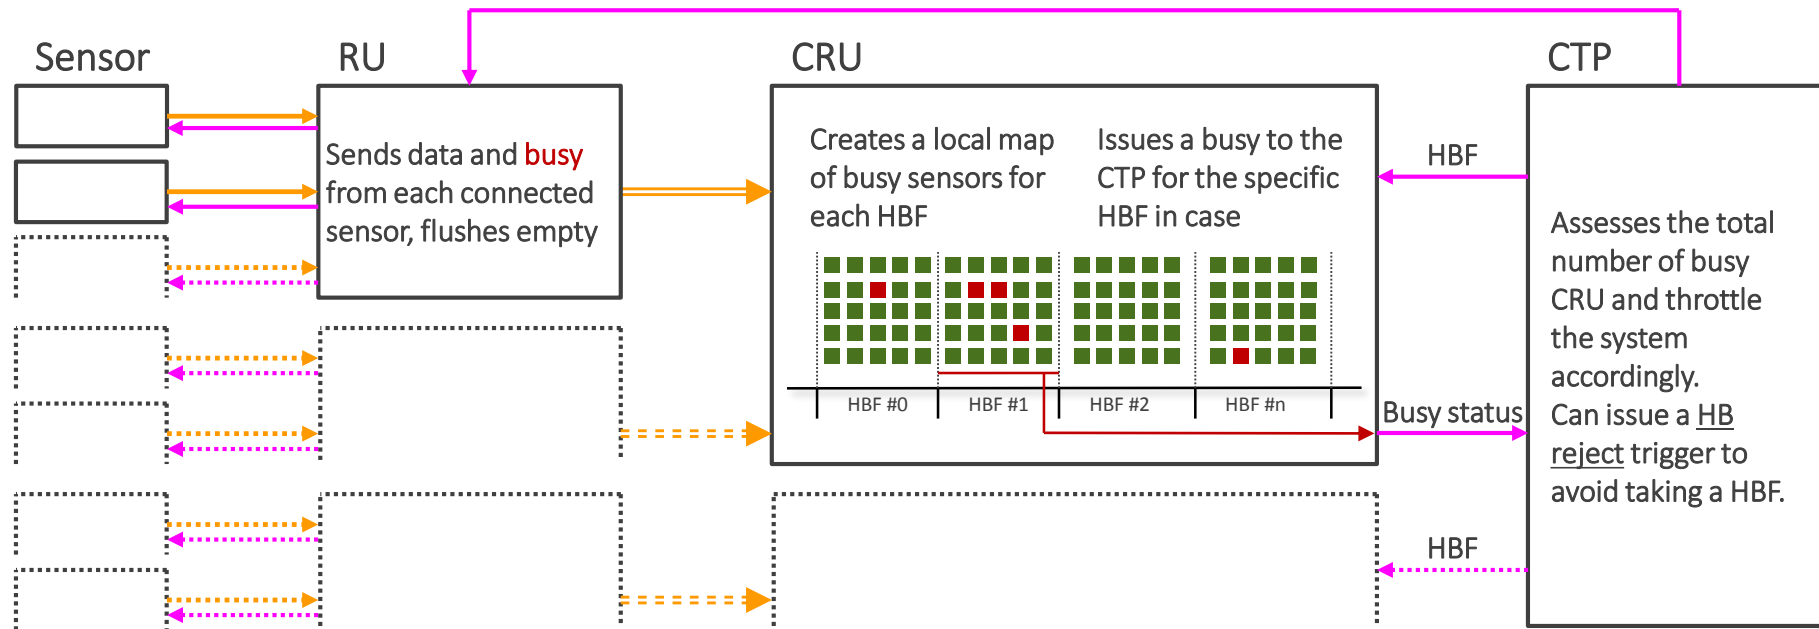 Sensor
RU
CRU
CTP
Sends data and busy
from each connected
sensor, flushes empty
Creates a local map
of busy sensors for
each HBF
Issues a busy to the
CTP for the specific
HBF in case
HBF #0
HBF #1
HBF #2
HBF #n
HBF
Busy status
HBF
Assesses the total
number of busy
CRU and throttle
the system
accordingly.
Can issue a HB
reject trigger to
avoid taking a HBF.